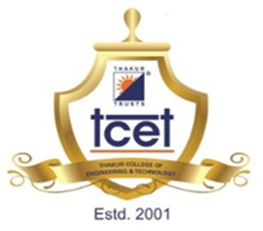 THAKUR
®
TRUSTS
tcet
THAKUR COLLEGE OF
ENGINEERING & TECHNOLOGY
Estd. 2001